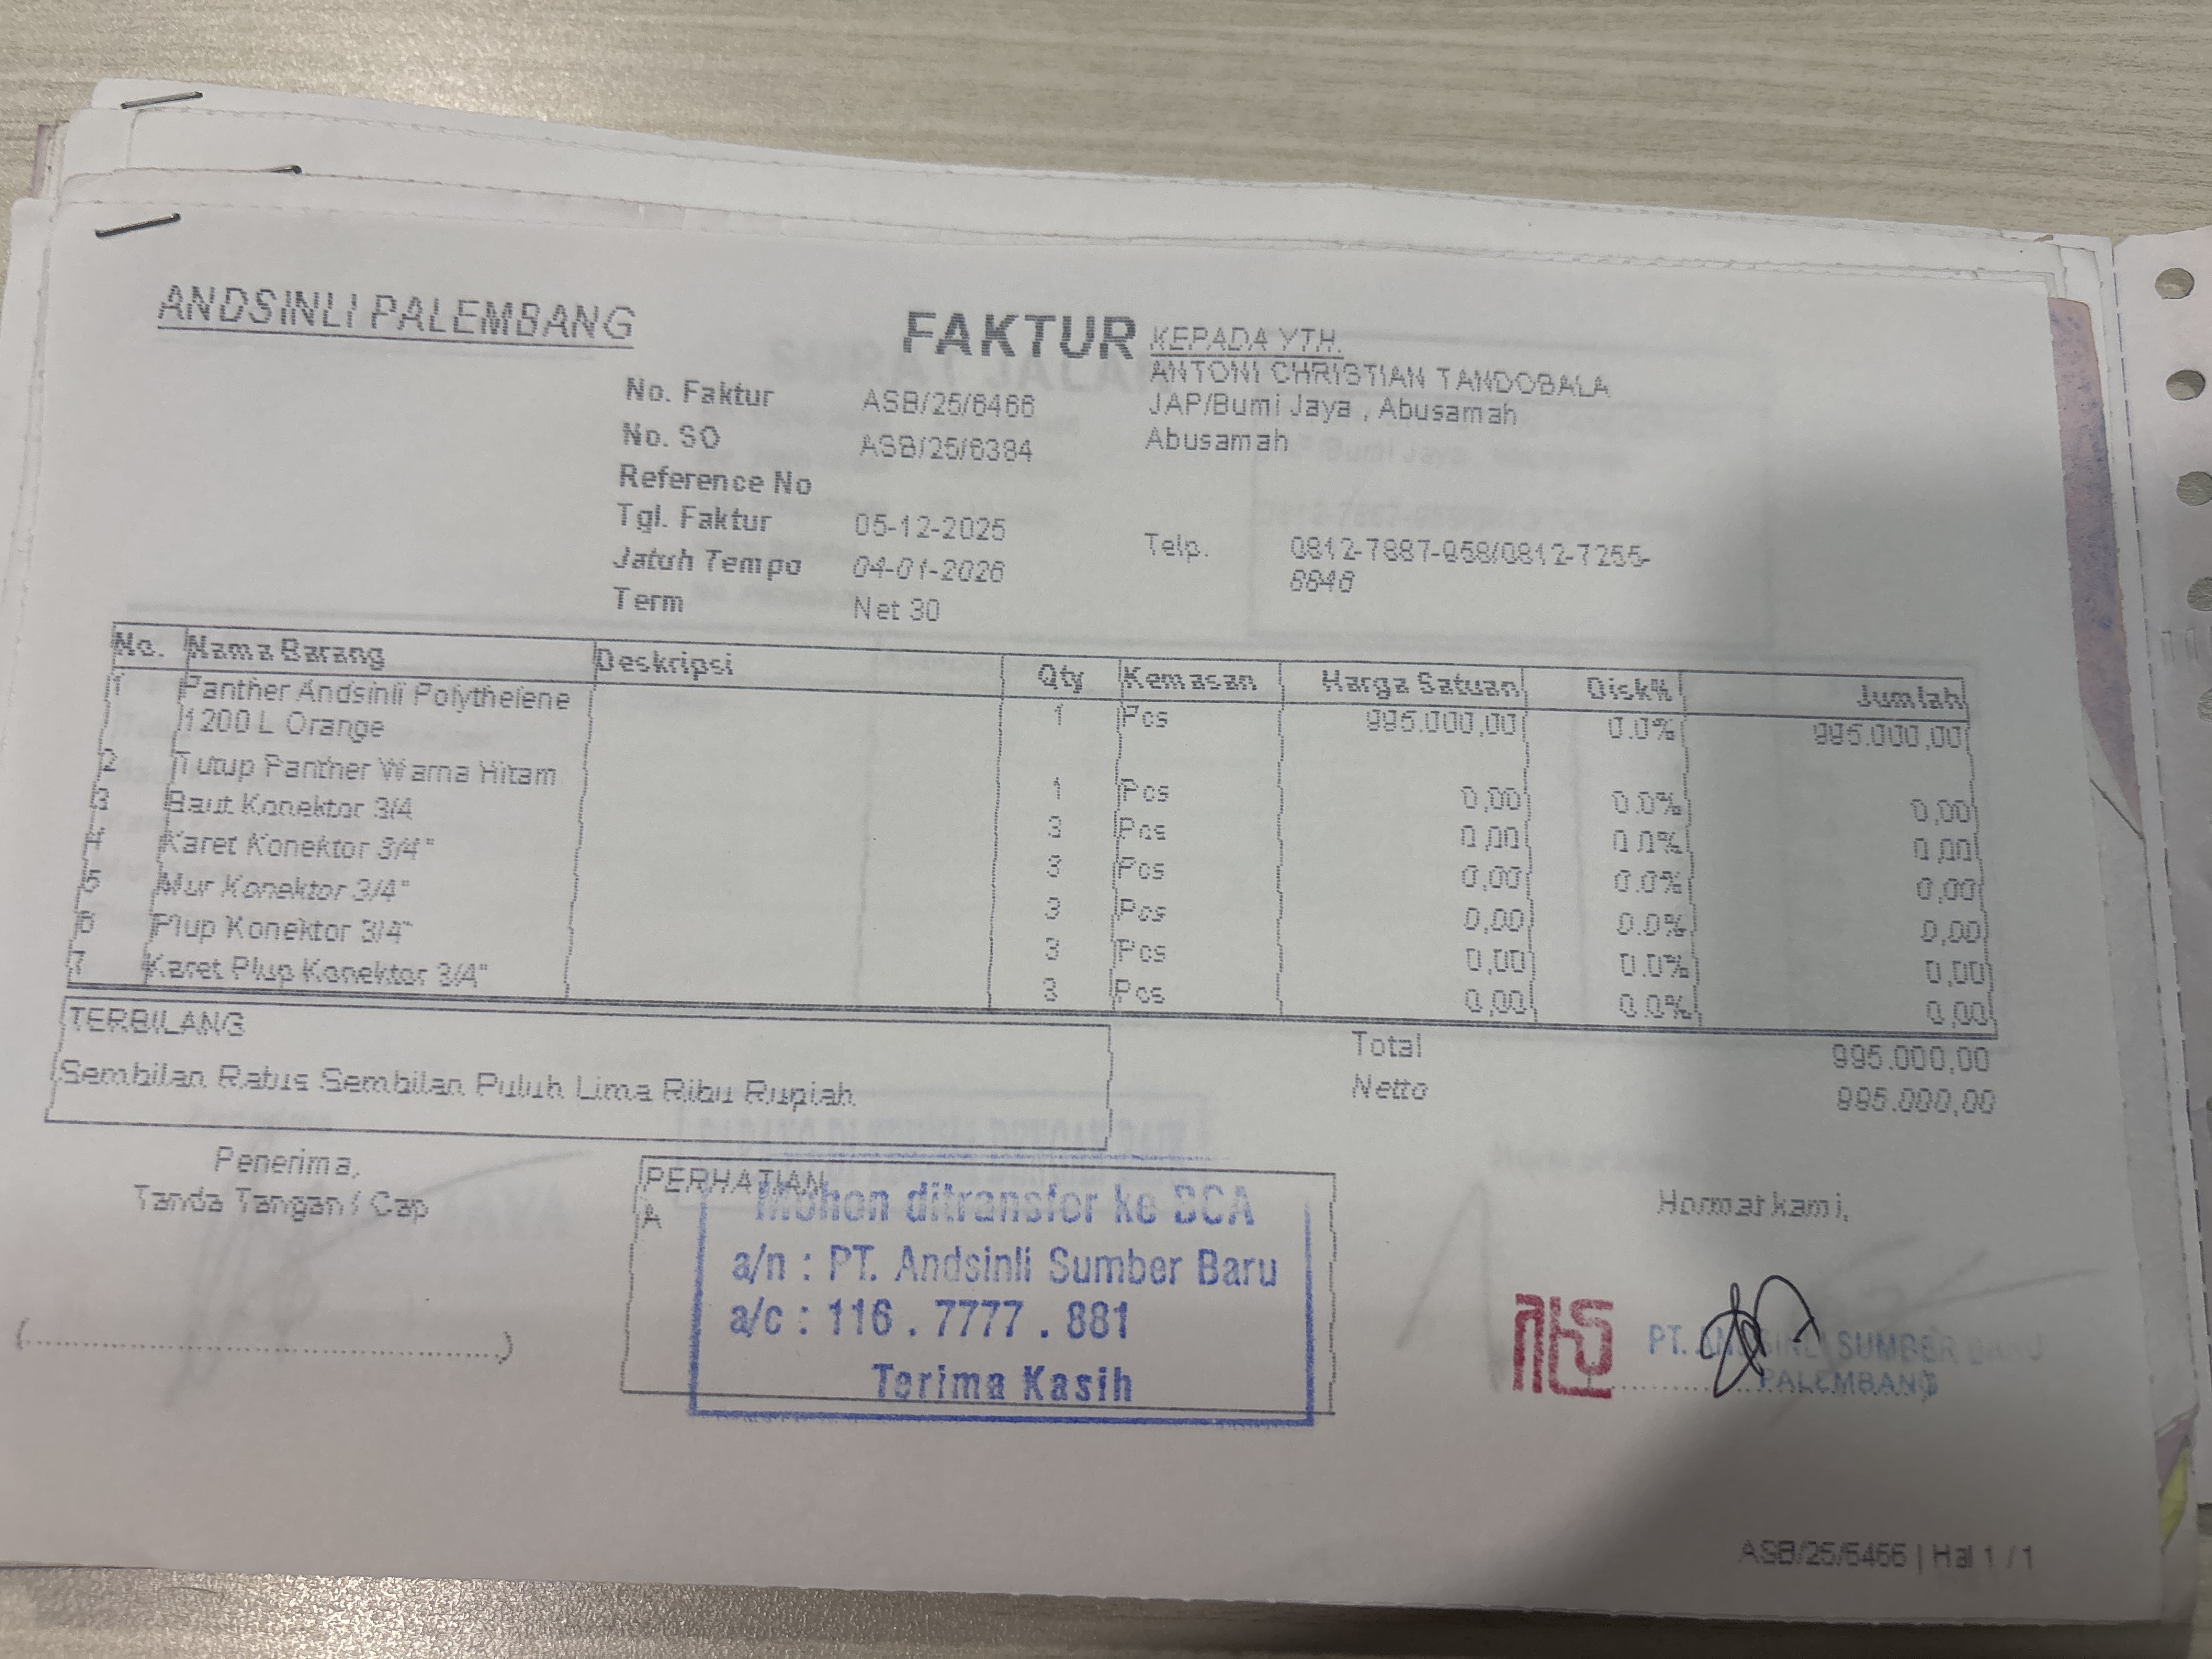 ANDSINLI PALEMBANG
FAKTUR
KEPADA YTH.
ANTONI CHRISTIAN TANDOBALA
JAP/Bumi Jaya , Abusamah
Abusamah
Telp. 0812-7887-958/0812-7255-
8846
No. Faktur ASB/25/6466
No. SO ASB/25/6384
Reference No
Tgl. Faktur 05-12-2025
Jatuh Tempo 04-01-2026
Term Net 30
No. Nama Barang Deskripsi Qty Kemasan Harga Satuan Disk% Jumlah
1 Panther Andsinli Polythelene 1 Pcs 995.000,00 0.0% 995.000,00
1200 L Orange
2 Tutup Panther Warna Hitam 1 Pcs 0,00 0.0% 0,00
3 Baut Konektor 3/4 3 Pcs 0,00 0.0% 0,00
4 Karet Konektor 3/4" 3 Pcs 0,00 0.0% 0,00
5 Mur Konektor 3/4" 3 Pcs 0,00 0.0% 0,00
6 Plup Konektor 3/4" 3 Pcs 0,00 0.0% 0,00
7 Karet Plup Konektor 3/4" 3 Pcs 0,00 0.0% 0,00
TERBILANG
Sembilan Ratus Sembilan Puluh Lima Ribu Rupiah
Total 995.000,00
Netto 995.000,00
Penerima,
Tanda Tangan / Cap
(..........)
PERHATIAN
A
Mohon ditransfer ke BCA
a/n : PT. Andsinli Sumber Baru
a/c : 116 . 7777 . 881
Terima Kasih
Hormat kami,
PT. ANDSINLI SUMBER BARU
PALEMBANG
ASB/25/6466 | Hal 1 / 1